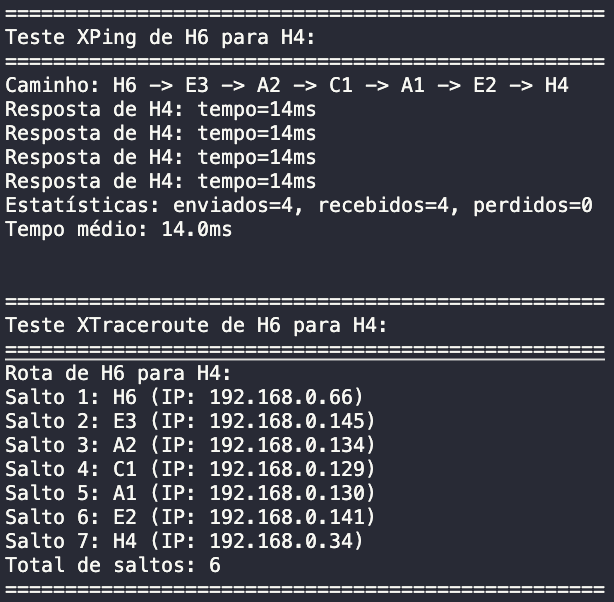 ==================================================
Teste XPing de H6 para H4:
==================================================
Caminho: H6 -> E3 -> A2 -> C1 -> A1 -> E2 -> H4
Resposta de H4: tempo=14ms
Resposta de H4: tempo=14ms
Resposta de H4: tempo=14ms
Resposta de H4: tempo=14ms
Estatísticas: enviados=4, recebidos=4, perdidos=0
Tempo médio: 14.0ms
==================================================
Teste XTraceroute de H6 para H4:
==================================================
Rota de H6 para H4:
Salto 1: H6 (IP: 192.168.0.66)
Salto 2: E3 (IP: 192.168.0.145)
Salto 3: A2 (IP: 192.168.0.134)
Salto 4: C1 (IP: 192.168.0.129)
Salto 5: A1 (IP: 192.168.0.130)
Salto 6: E2 (IP: 192.168.0.141)
Salto 7: H4 (IP: 192.168.0.34)
Total de saltos: 6
==================================================